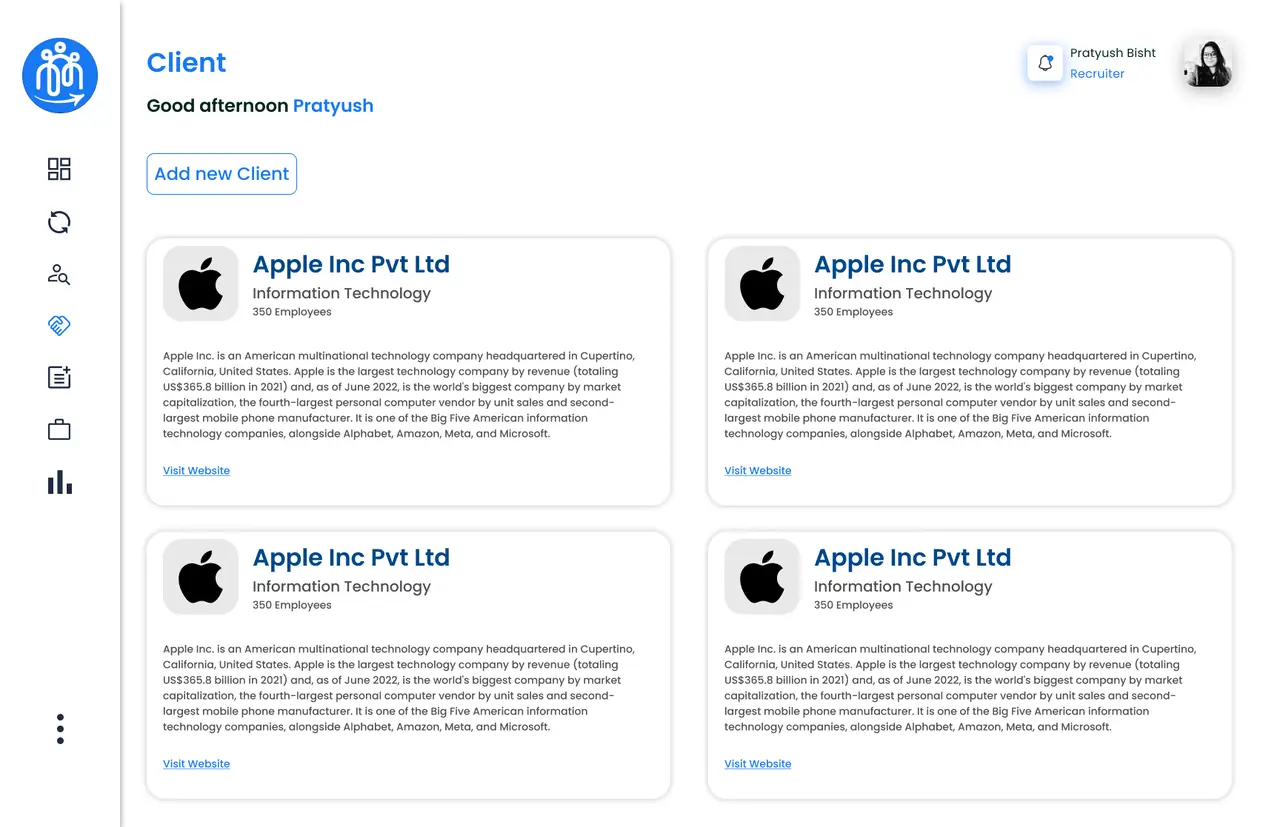 Client
Good afternoon Pratyush
Pratyush Bisht
Recruiter
Add new Client
Apple Inc Pvt Ltd
Information Technology
350 Employees
Apple Inc. is an American multinational technology company headquartered in Cupertino,
California, United States. Apple is the largest technology company by revenue (totaling
US$365.8 billion in 2021) and, as of June 2022, is the world's biggest company by market
capitalization, the fourth-largest personal computer vendor by unit sales and second-
largest mobile phone manufacturer. It is one of the Big Five American information
technology companies, alongside Alphabet, Amazon, Meta, and Microsoft.
Visit Website
Apple Inc Pvt Ltd
Information Technology
350 Employees
Apple Inc. is an American multinational technology company headquartered in Cupertino,
California, United States. Apple is the largest technology company by revenue (totaling
US$365.8 billion in 2021) and, as of June 2022, is the world's biggest company by market
capitalization, the fourth-largest personal computer vendor by unit sales and second-
largest mobile phone manufacturer. It is one of the Big Five American information
technology companies, alongside Alphabet, Amazon, Meta, and Microsoft.
Visit Website
Apple Inc Pvt Ltd
Information Technology
350 Employees
Apple Inc. is an American multinational technology company headquartered in Cupertino,
California, United States. Apple is the largest technology company by revenue (totaling
US$365.8 billion in 2021) and, as of June 2022, is the world's biggest company by market
capitalization, the fourth-largest personal computer vendor by unit sales and second-
largest mobile phone manufacturer. It is one of the Big Five American information
technology companies, alongside Alphabet, Amazon, Meta, and Microsoft.
Visit Website
Apple Inc Pvt Ltd
Information Technology
350 Employees
Apple Inc. is an American multinational technology company headquartered in Cupertino,
California, United States. Apple is the largest technology company by revenue (totaling
US$365.8 billion in 2021) and, as of June 2022, is the world's biggest company by market
capitalization, the fourth-largest personal computer vendor by unit sales and second-
largest mobile phone manufacturer. It is one of the Big Five American information
technology companies, alongside Alphabet, Amazon, Meta, and Microsoft.
Visit Website